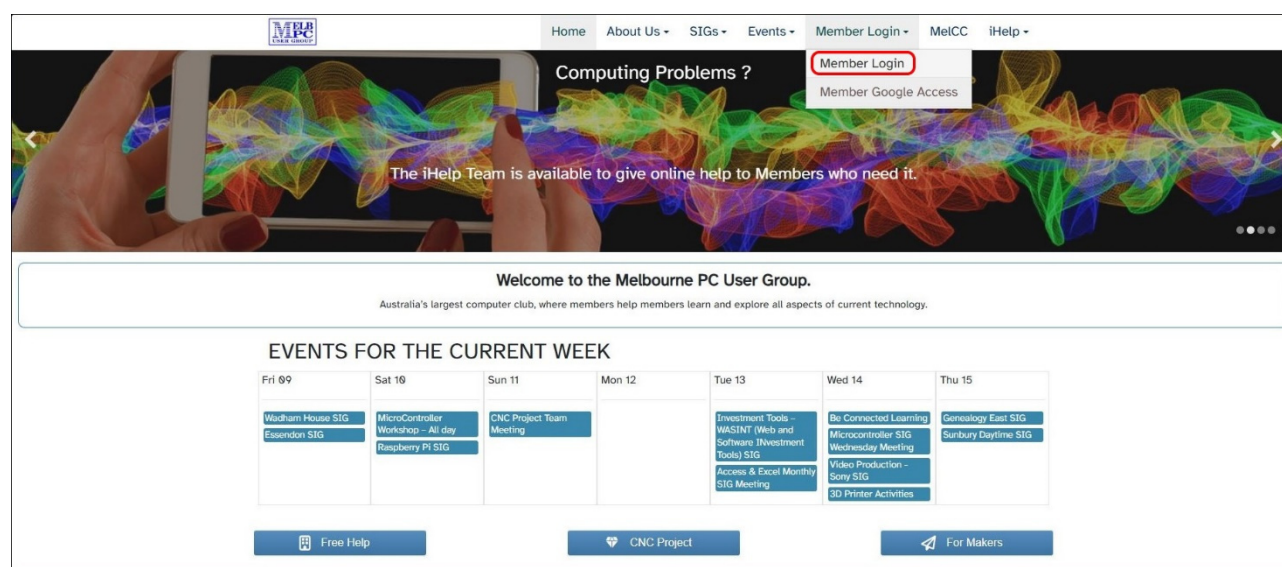 MELB
PC
USER GROUP
Home About Us SIGs Events Member Login MelCC iHelp
Member Login
Member Google Access
Computing Problems ?
The iHelp Team is available to give online help to Members who need it.
Welcome to the Melbourne PC User Group.
Australia's largest computer club, where members help members learn and explore all aspects of current technology.
EVENTS FOR THE CURRENT WEEK
Fri 09 Sat 10 Sun 11 Mon 12 Tue 13 Wed 14 Thu 15
Wadham House SIG
Essendon SIG
MicroController
Workshop – All day
Raspberry Pi SIG
CNC Project Team
Meeting
Investment Tools –
WASINT (Web and
Software INvestment
Tools) SIG
Access & Excel Monthly
SIG Meeting
Be Connected Learning
Microcontroller SIG
Wednesday Meeting
Video Production –
Sony SIG
3D Printer Activities
Genealogy East SIG
Sunbury Daytime SIG
Free Help CNC Project For Makers